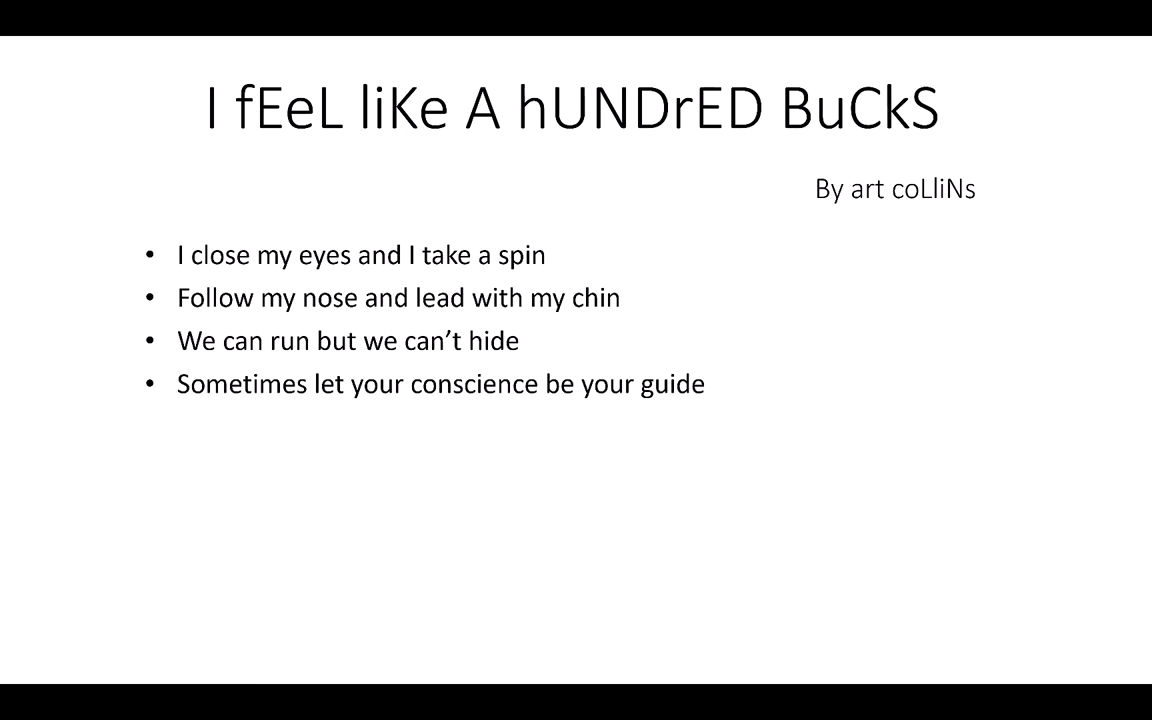 I fEeL liKe A hUNDrED BuCkS
By art coLliNs
• I close my eyes and I take a spin
• Follow my nose and lead with my chin
• We can run but we can’t hide
• Sometimes let your conscience be your guide